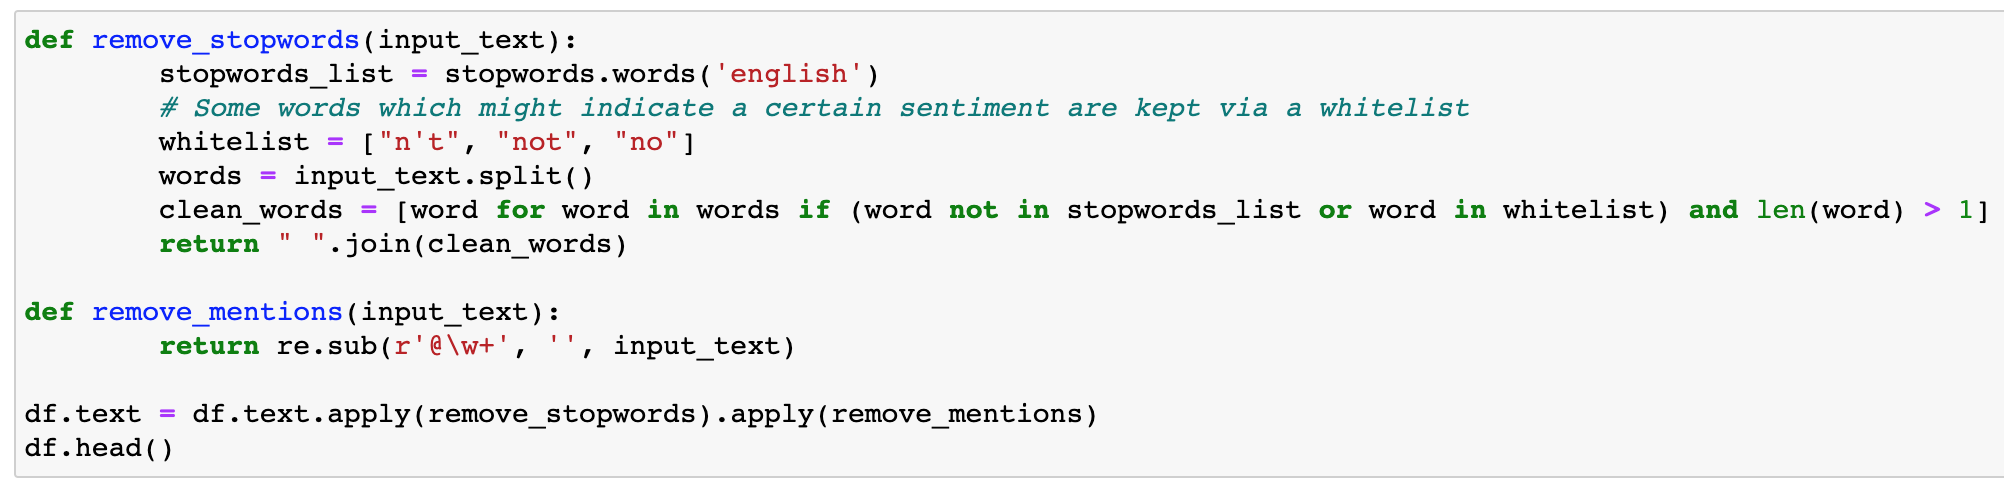 def remove_stopwords(input_text):
        stopwords_list = stopwords.words('english')
        # Some words which might indicate a certain sentiment are kept via a whitelist
        whitelist = ["n't", "not", "no"]
        words = input_text.split()
        clean_words = [word for word in words if (word not in stopwords_list or word in whitelist) and len(word) > 1]
        return " ".join(clean_words)

def remove_mentions(input_text):
        return re.sub(r'@\w+', '', input_text)

df.text = df.text.apply(remove_stopwords).apply(remove_mentions)
df.head()